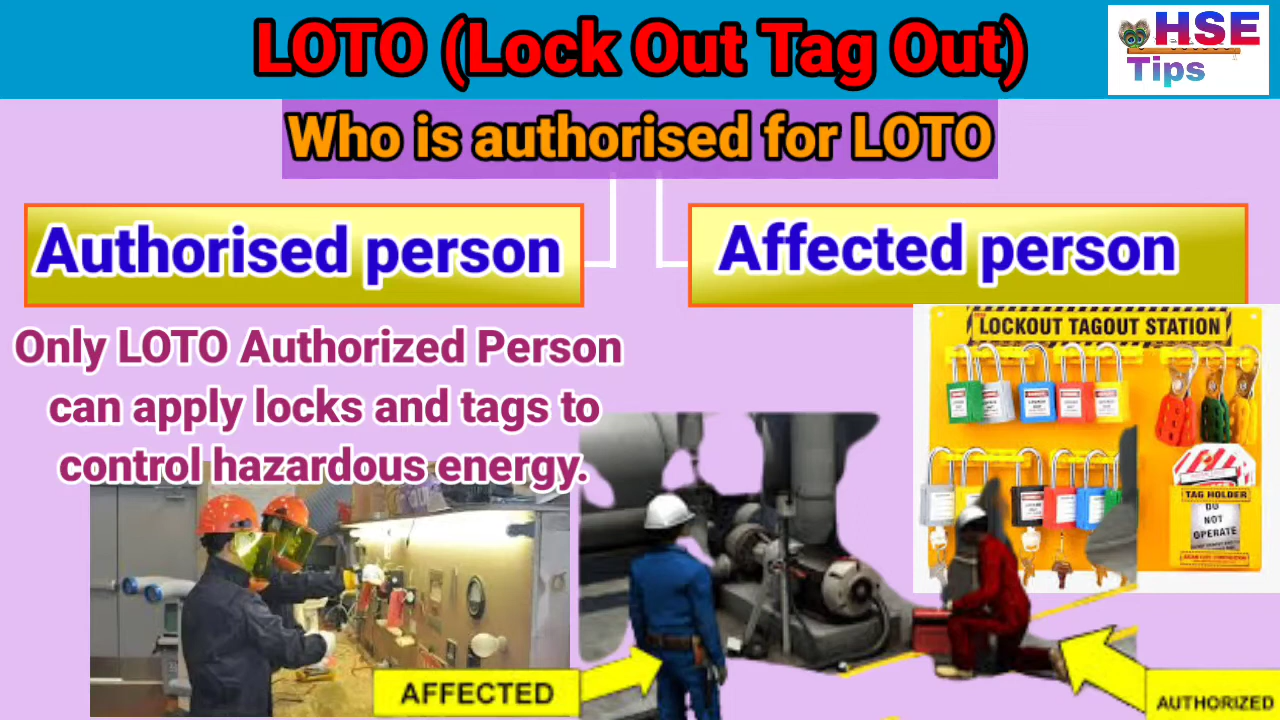 LOTO (Lock Out Tag Out)
HSE
Tips
Who is authorised for LOTO
Authorised person
Affected person
Only LOTO Authorized Person
can apply locks and tags to
control hazardous energy.
LOCKOUT TAGOUT STATION
TAG HOLDER
DO
NOT
OPERATE
AFFECTED
AUTHORIZED